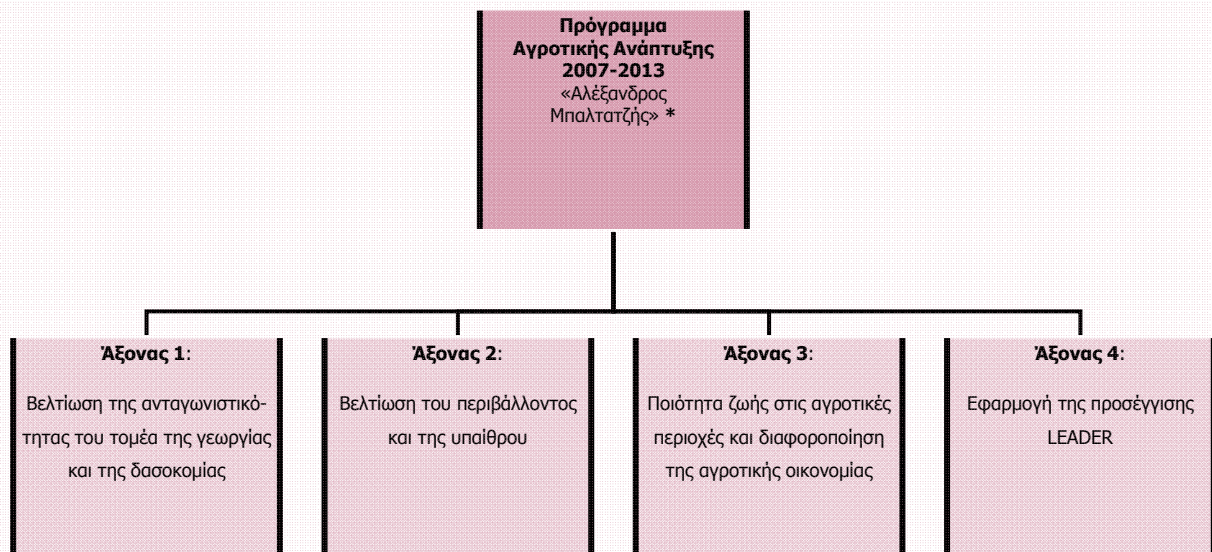 Πρόγραμμα
Αγροτικής Ανάπτυξης
2007-2013
«Αλέξανδρος
Μπαλτατζής» *
Άξονας 1:
Βελτίωση της ανταγωνιστικό-
τητας του τομέα της γεωργίας
και της δασοκομίας
Άξονας 2:
Βελτίωση του περιβάλλοντος
και της υπαίθρου
Άξονας 3:
Ποιότητα ζωής στις αγροτικές
περιοχές και διαφοροποίηση
της αγροτικής οικονομίας
Άξονας 4:
Εφαρμογή της προσέγγισης
LEADER